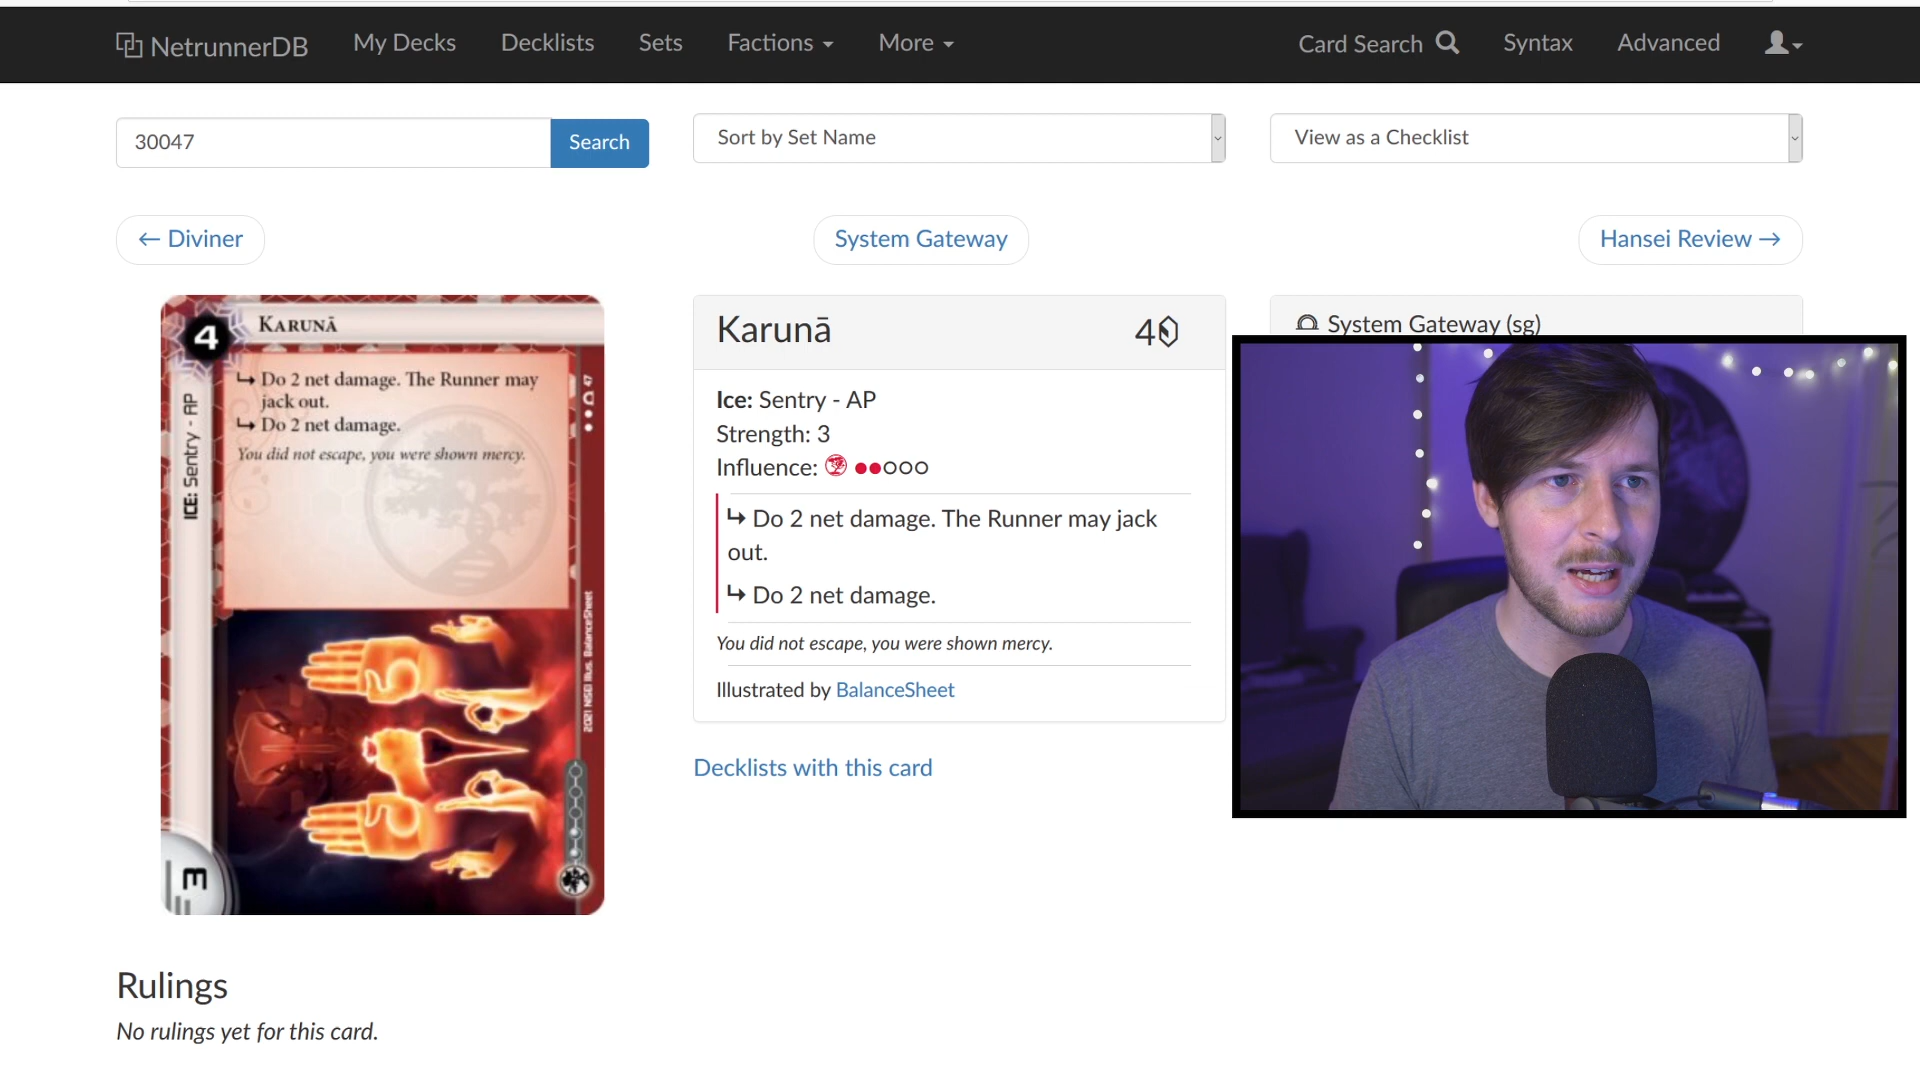 NetrunnerDB My Decks Decklists Sets Factions More Card Search Syntax Advanced
30047 Search Sort by Set Name View as a Checklist
← Diviner System Gateway Hansei Review →
4 KARUNĀ
↳ Do 2 net damage. The Runner may
jack out.
↳ Do 2 net damage.
You did not escape, you were shown mercy.
ICE: Sentry - AP
47
2021 NISEI Illus. BalanceSheet
3
Karunā 4
Ice: Sentry - AP
Strength: 3
Influence:
↳ Do 2 net damage. The Runner may jack
out.
↳ Do 2 net damage.
You did not escape, you were shown mercy.
Illustrated by BalanceSheet
Decklists with this card
System Gateway (sg)
Rulings
No rulings yet for this card.